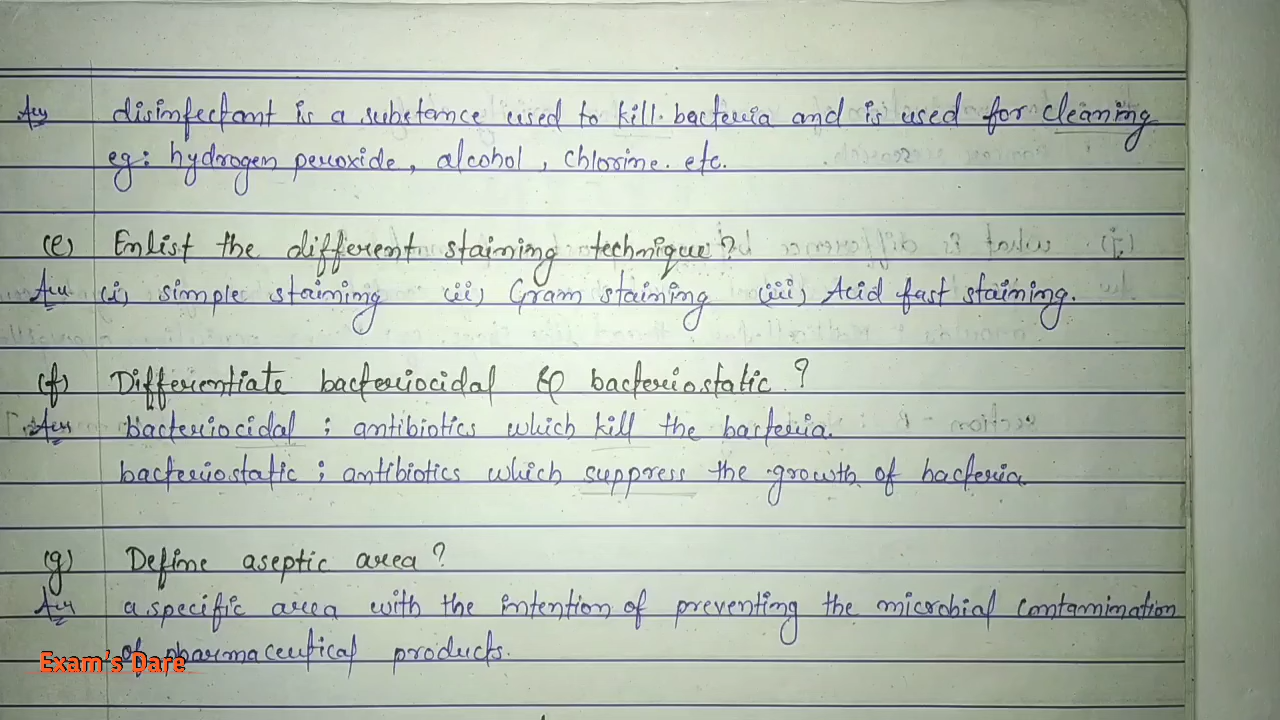 Ans disinfectant is a substance used to kill bacteria and is used for cleaning
eg: hydrogen peroxide, alcohol, chlorine. etc.
(e) Enlist the different staining technique?
Ans (i) simple staining (ii) Gram staining (iii) Acid fast staining.
(f) Differentiate bacteriocidal & bacteriostatic?
Ans bacteriocidal ; antibiotics which kill the bacteria.
bacteriostatic ; antibiotics which suppress the growth of bacteria
(g) Define aseptic area?
Ans a specific area with the intention of preventing the microbial contamination
of pharmaceutical products.
Exam's Dare